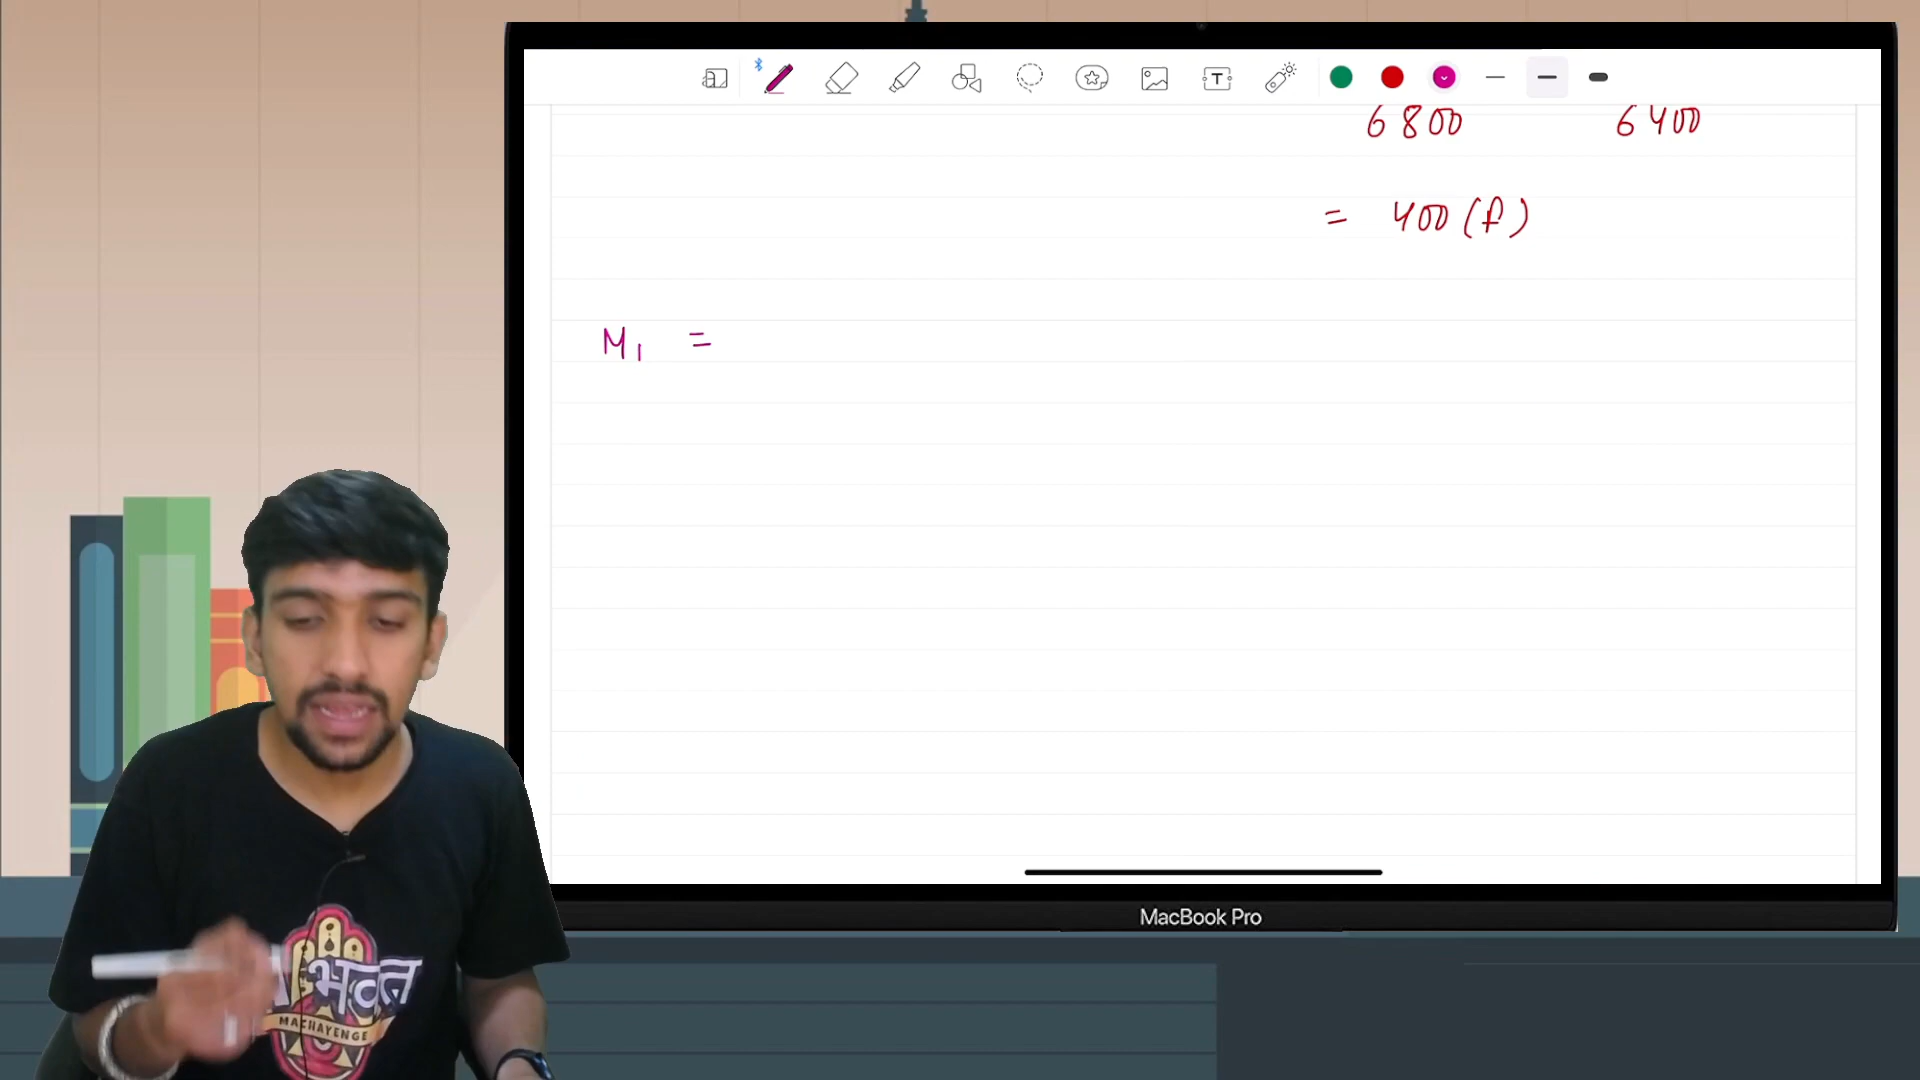 6800 6400
= 400 (f)
M1 =
MacBook Pro
भक्त
MACHAYENGE